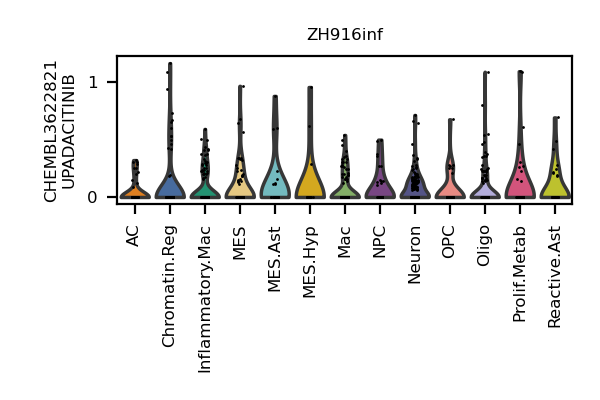 ZH916inf
CHEMBL3622821
UPADACITINIB
1
0
AC
Chromatin.Reg
Inflammatory.Mac
MES
MES.Ast
MES.Hyp
Mac
NPC
Neuron
OPC
Oligo
Prolif.Metab
Reactive.Ast